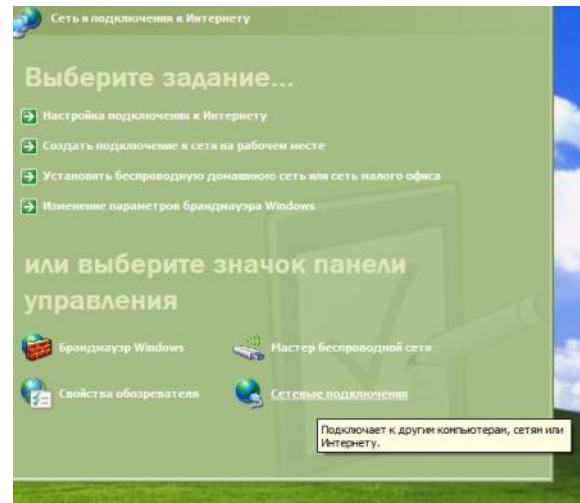 Сеть и подключения к Интернету
Выберите задание...
Настройка подключения к Интернету
Создать подключение к сети на рабочем месте
Установить беспроводную домашнюю сеть или сеть малого офиса
Изменение параметров брандмауэра Windows
или выберите значок панели
управления
Брандмауэр Windows
Мастер беспроводной сети
Свойства обозревателя
Сетевые подключения
Подключает к другим компьютерам, сетям или
Интернету.